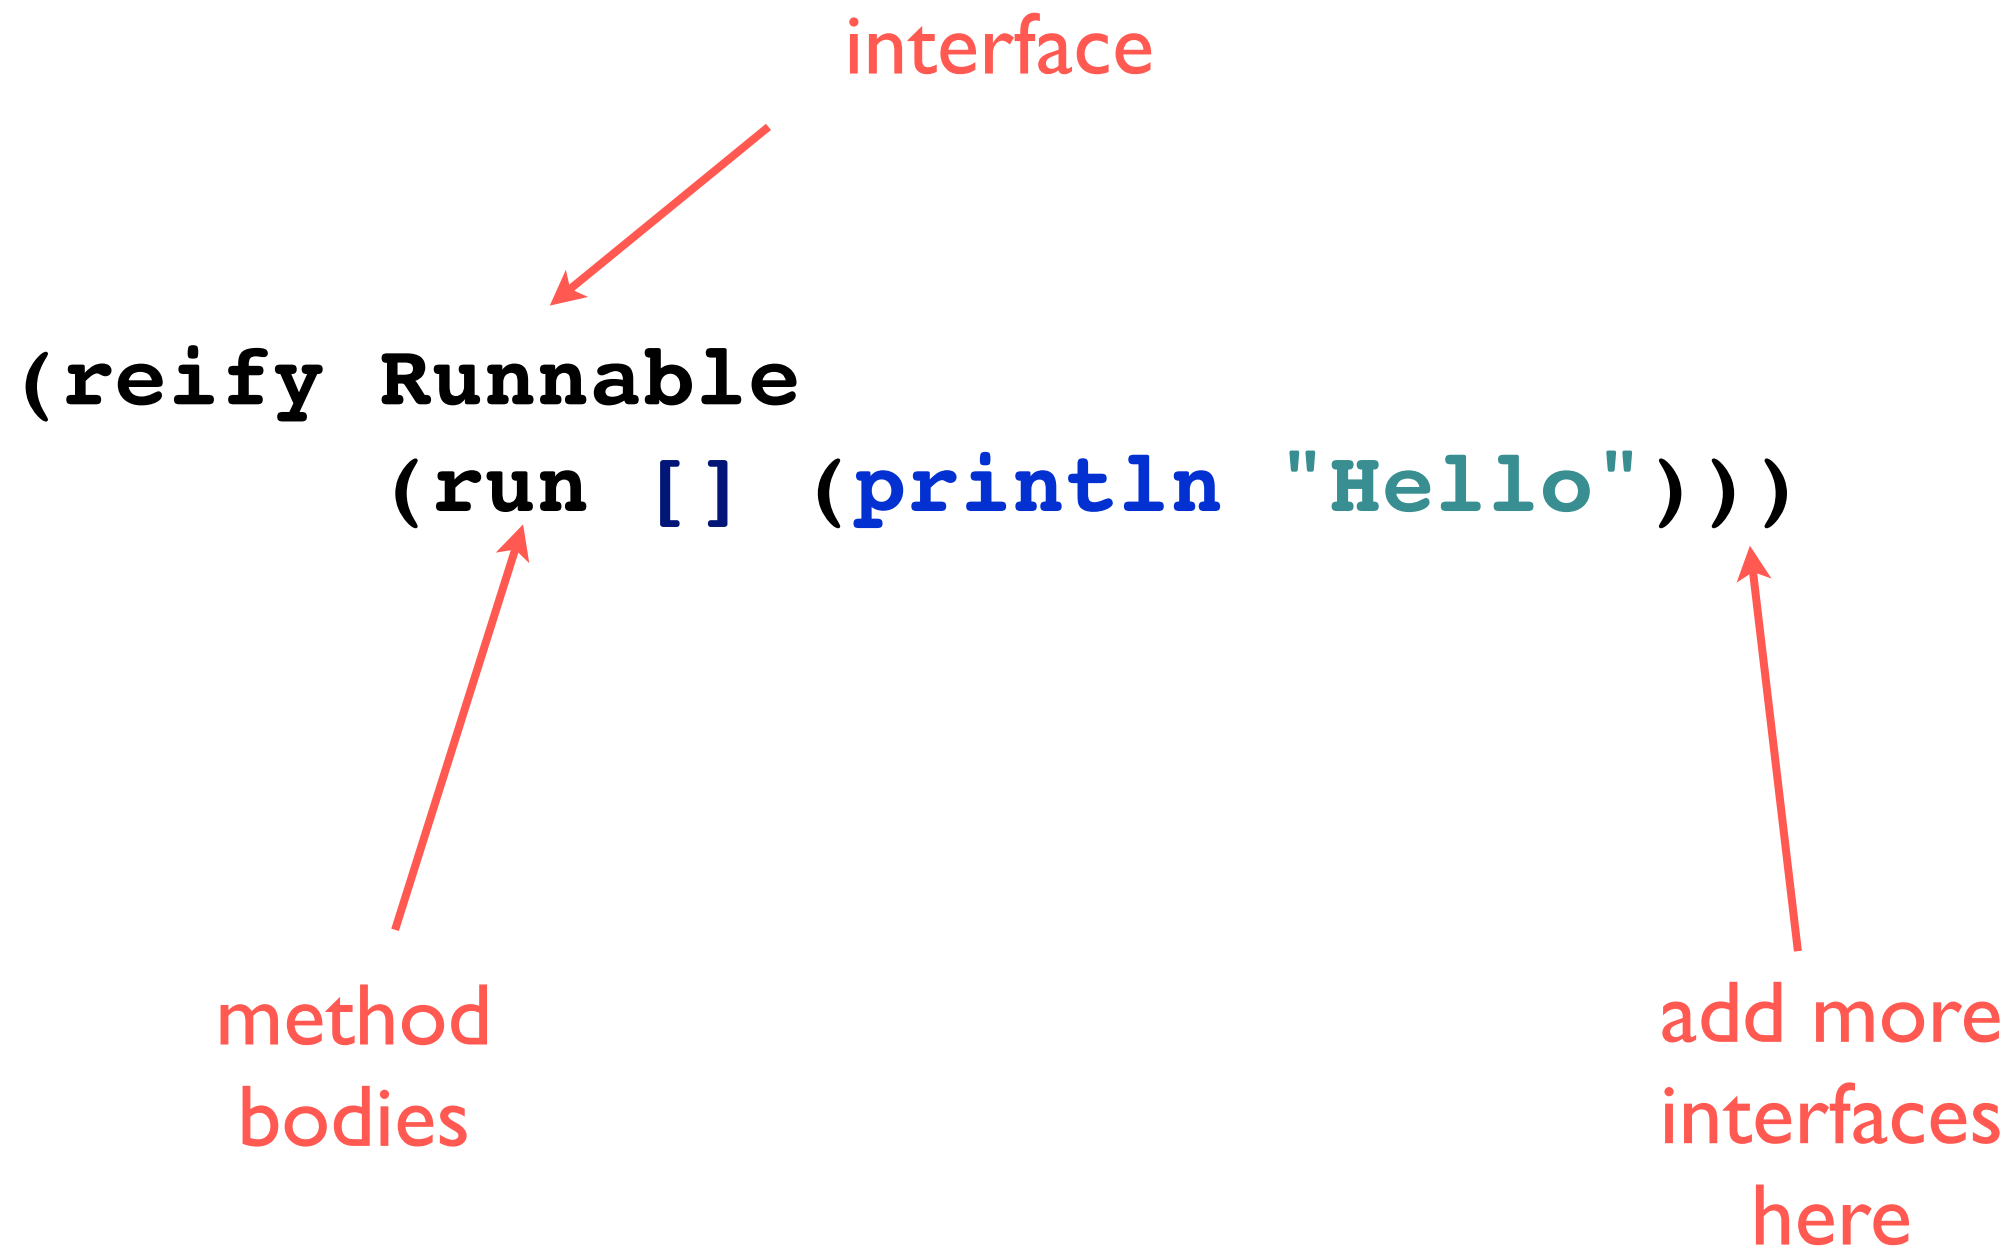 interface
(reify Runnable
(run [] (println "Hello")))
method
bodies
add more
interfaces
here